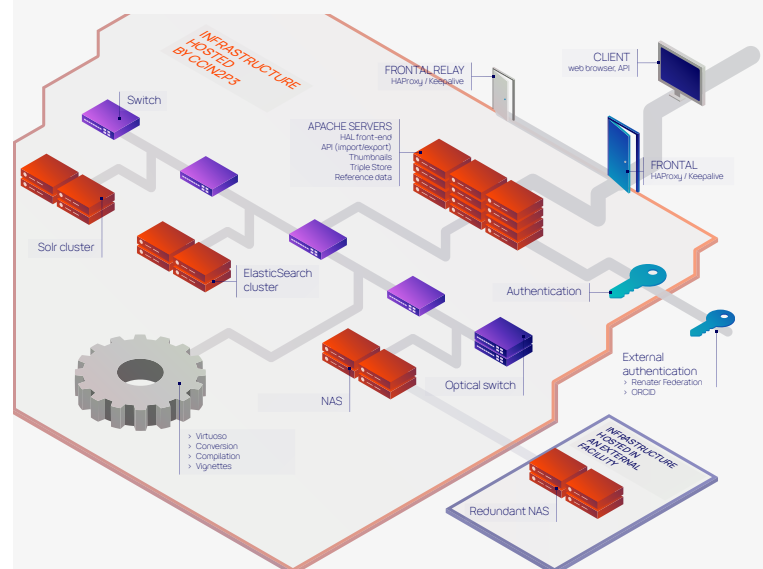 INFRASTRUCTURE
HOSTED
BY CCIN2P3
FRONTAL RELAY
HAProxy / Keepalive
CLIENT
web browser, API
Switch
APACHE SERVERS
HAL front-end
API (import/export)
Thumbnails
Triple Store
Reference data
FRONTAL
HAProxy / Keepalive
Solr cluster
ElasticSearch
cluster
Authentication
External
authentication
> Renater Federation
> ORCID
Optical switch
NAS
> Virtuoso
> Conversion
> Compilation
> Vignettes
INFRASTRUCTURE
HOSTED IN
AN EXTERNAL
FACILLITY
Redundant NAS